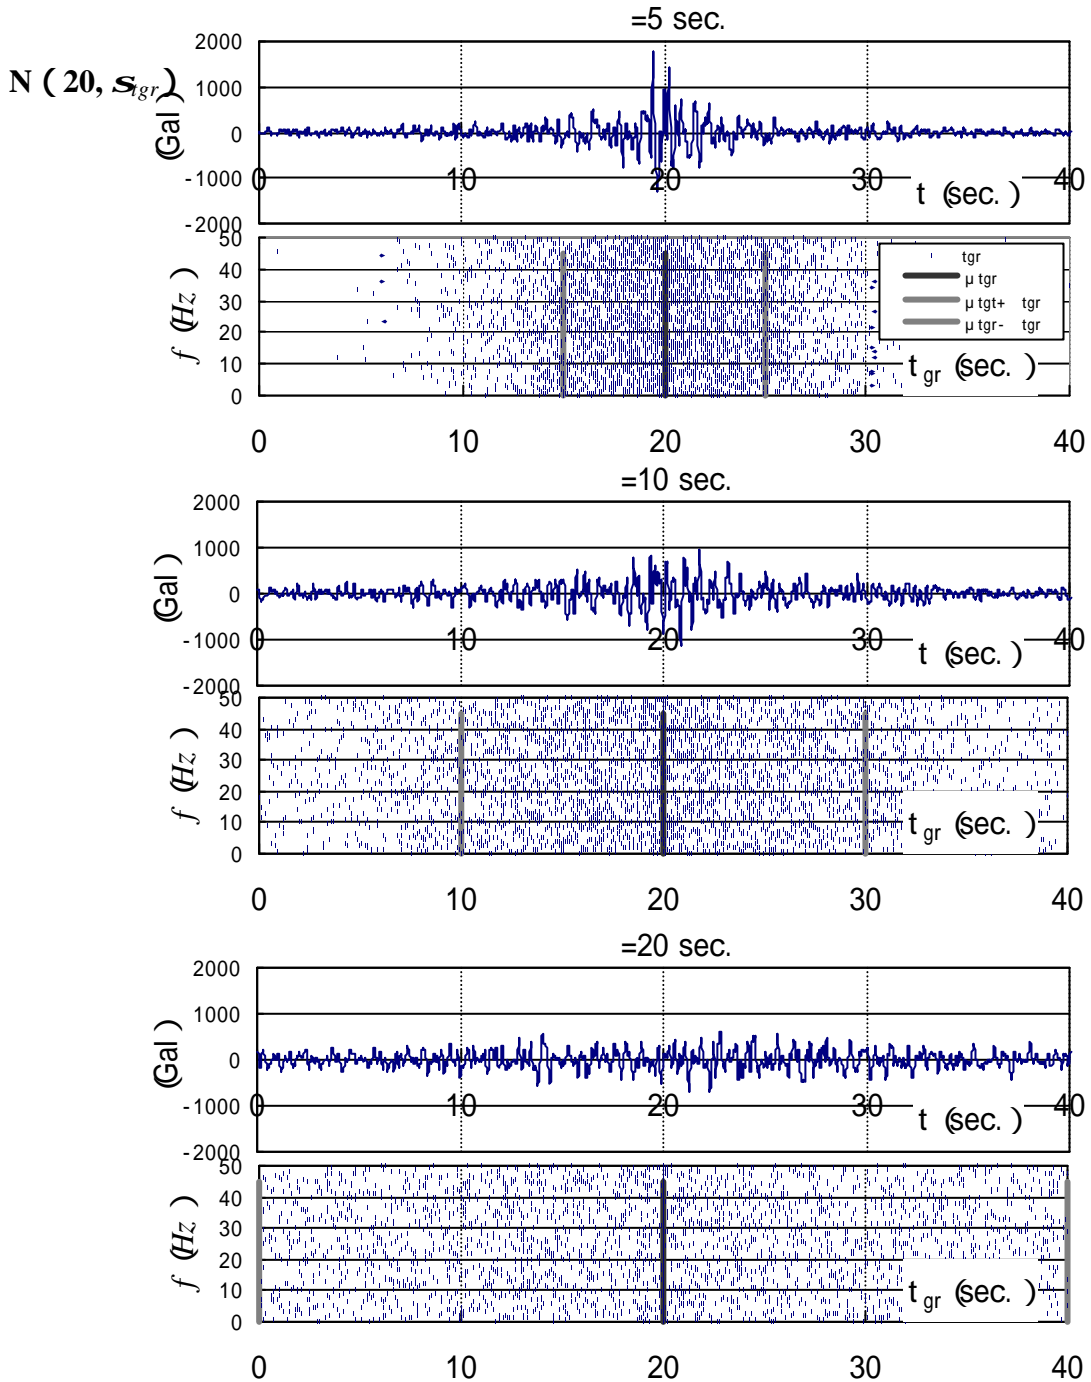 =5 sec.
N ( 20, stgr)
(Gal)
2000
1000
0
-1000
-2000
0 10 20 30 40
t (sec. )
f (Hz)
50
40
30
20
10
0
tgr
µ tgr
µ tgt+ tgr
µ tgr- tgr
t gr (sec. )
0 10 20 30 40
=10 sec.
(Gal)
2000
1000
0
-1000
-2000
0 10 20 30 40
t (sec. )
f (Hz)
50
40
30
20
10
0
t gr (sec. )
0 10 20 30 40
=20 sec.
(Gal)
2000
1000
0
-1000
-2000
0 10 20 30 40
t (sec. )
f (Hz)
50
40
30
20
10
0
t gr (sec. )
0 10 20 30 40